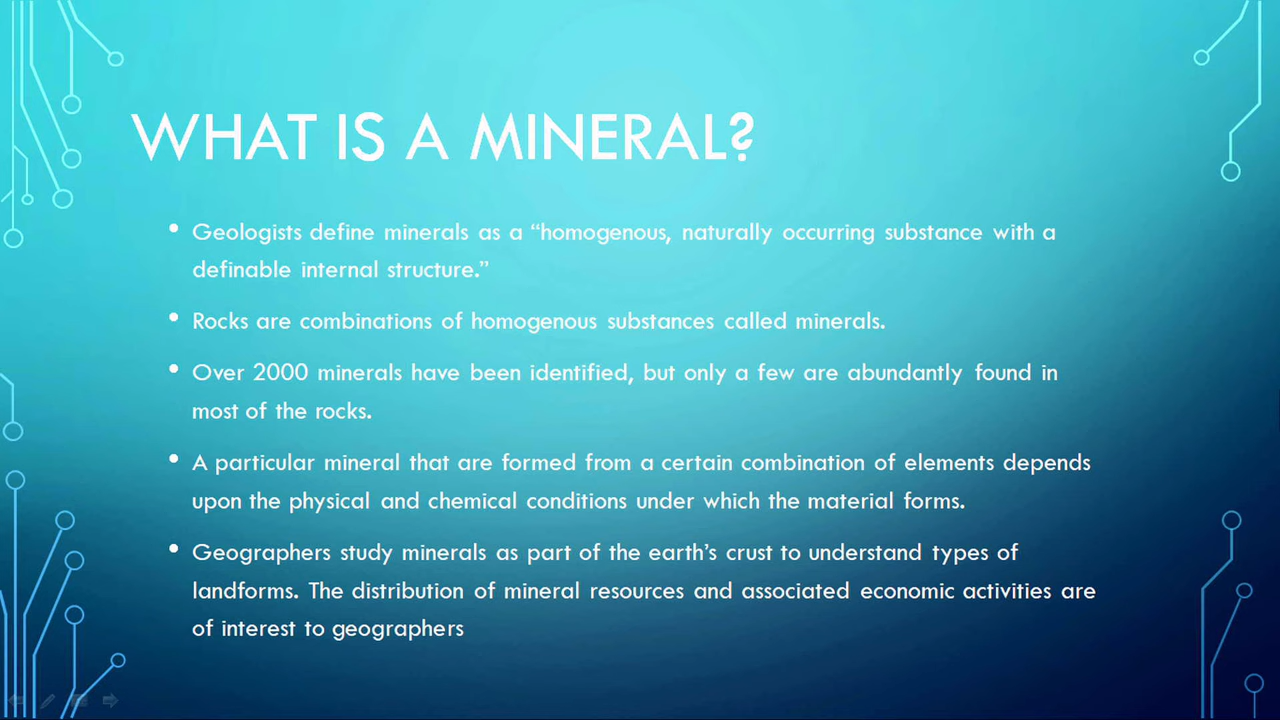 WHAT IS A MINERAL?
• Geologists define minerals as a “homogenous, naturally occurring substance with a
definable internal structure.”
• Rocks are combinations of homogenous substances called minerals.
• Over 2000 minerals have been identified, but only a few are abundantly found in
most of the rocks.
• A particular mineral that are formed from a certain combination of elements depends
upon the physical and chemical conditions under which the material forms.
• Geographers study minerals as part of the earth’s crust to understand types of
landforms. The distribution of mineral resources and associated economic activities are
of interest to geographers